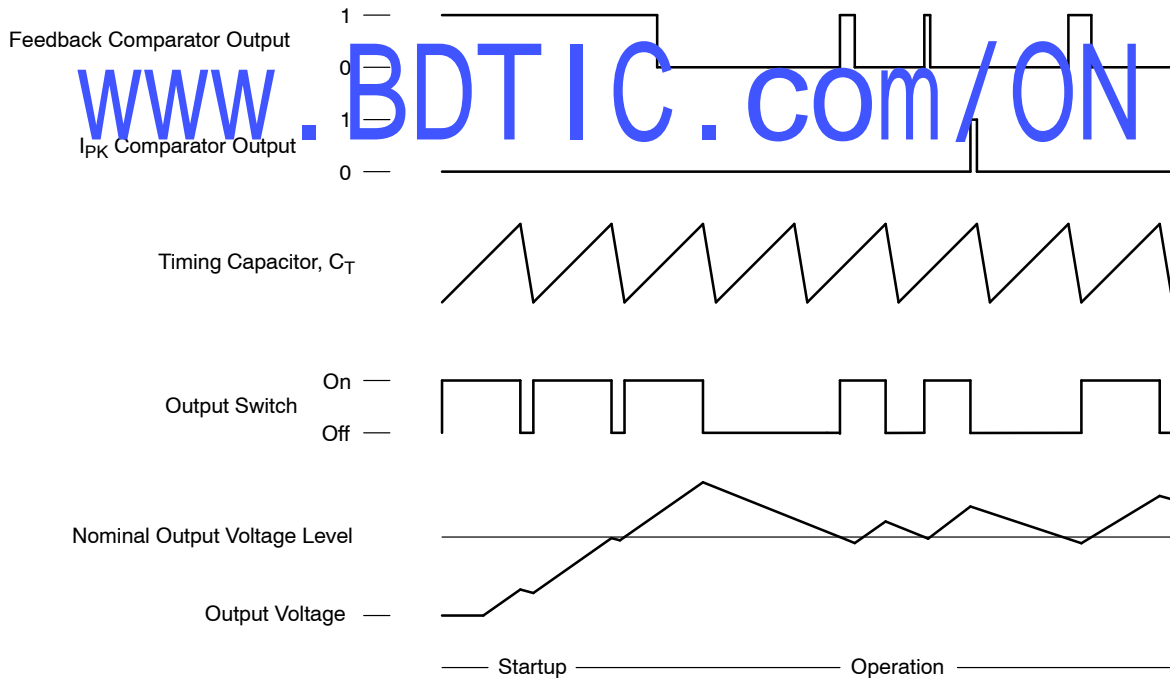 1
Feedback Comparator Output
0
www.BDTIC.com/ON
1
IPK Comparator Output
0
Timing Capacitor, CT
On
Output Switch
Off
Nominal Output Voltage Level
Output Voltage
Startup
Operation